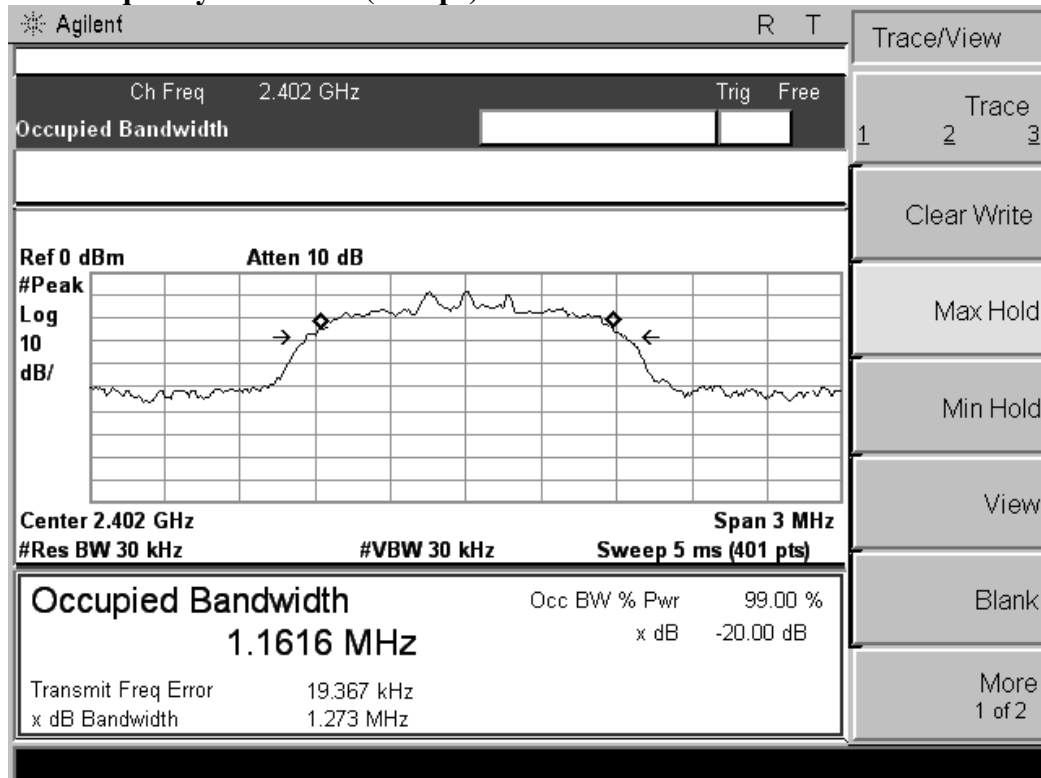 Agilent R T
Trace/View
Ch Freq 2.402 GHz Trig Free
Occupied Bandwidth
Trace
1 2 3
Clear Write
Ref 0 dBm Atten 10 dB
#Peak
Log
10
dB/
Max Hold
Min Hold
View
Center 2.402 GHz Span 3 MHz
#Res BW 30 kHz #VBW 30 kHz Sweep 5 ms (401 pts)
Occupied Bandwidth Occ BW % Pwr 99.00 %
1.1616 MHz x dB -20.00 dB
Transmit Freq Error 19.367 kHz
x dB Bandwidth 1.273 MHz
Blank
More
1 of 2